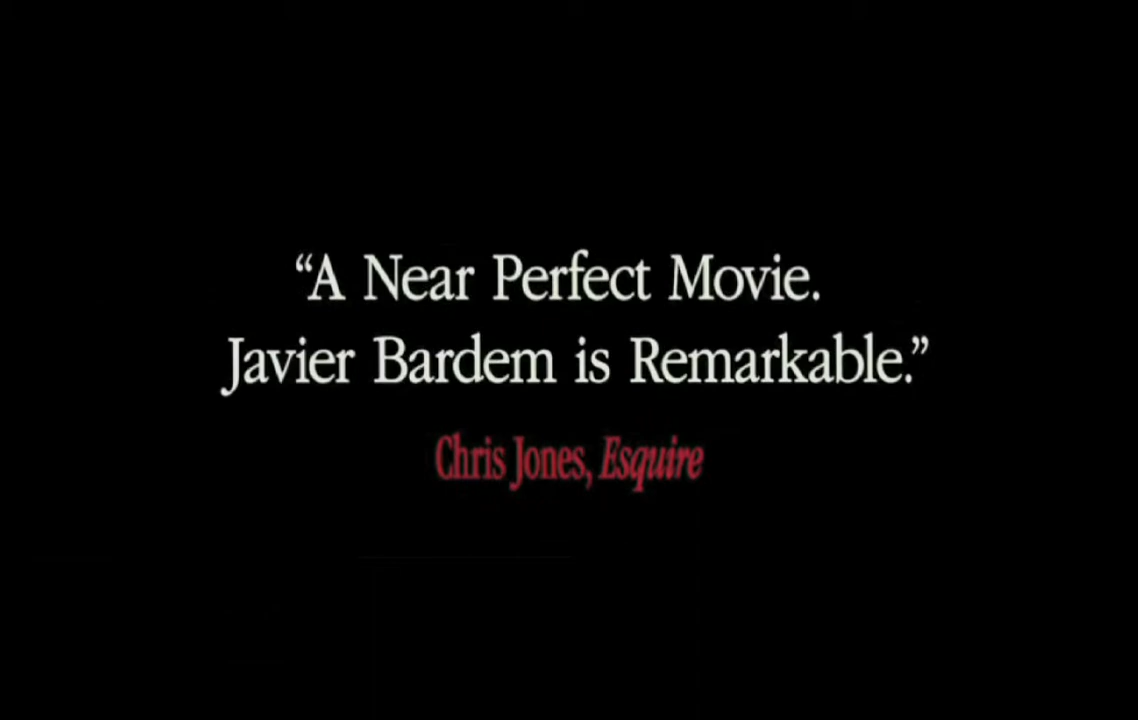 “A Near Perfect Movie.
Javier Bardem is Remarkable.”
Chris Jones, Esquire